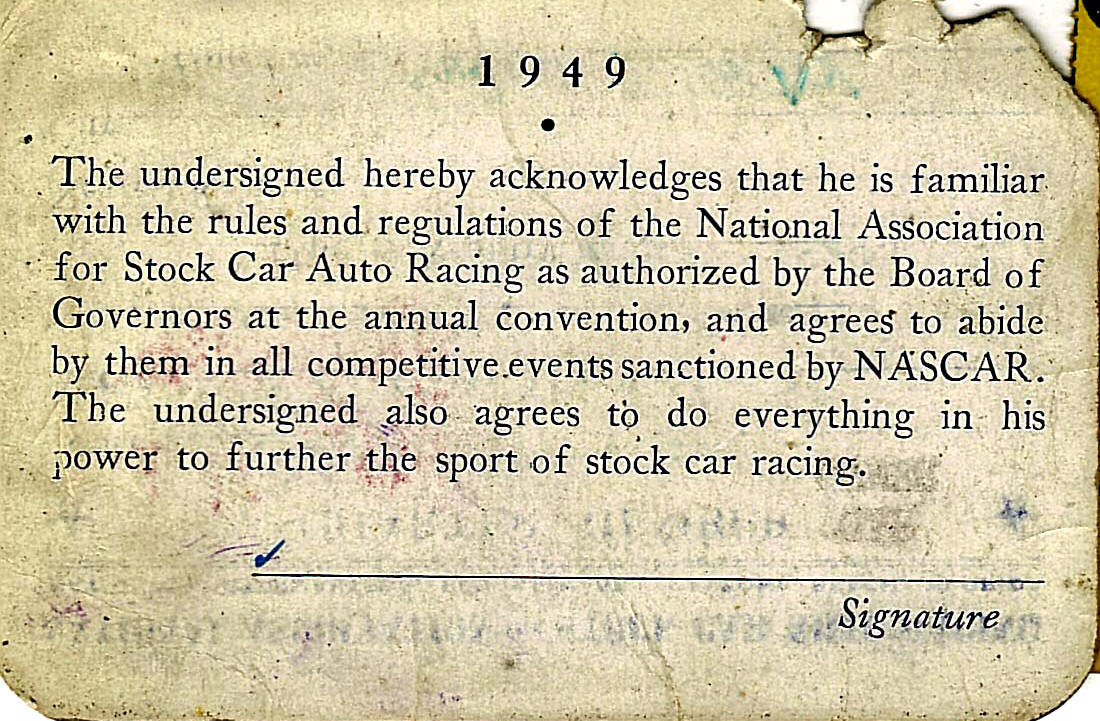 1949
•
The undersigned hereby acknowledges that he is familiar
with the rules and regulations of the National Association
for Stock Car Auto Racing as authorized by the Board of
Governors at the annual convention, and agrees to abide
by them in all competitive events sanctioned by NASCAR.
The undersigned also agrees to do everything in his
power to further the sport of stock car racing.
Signature